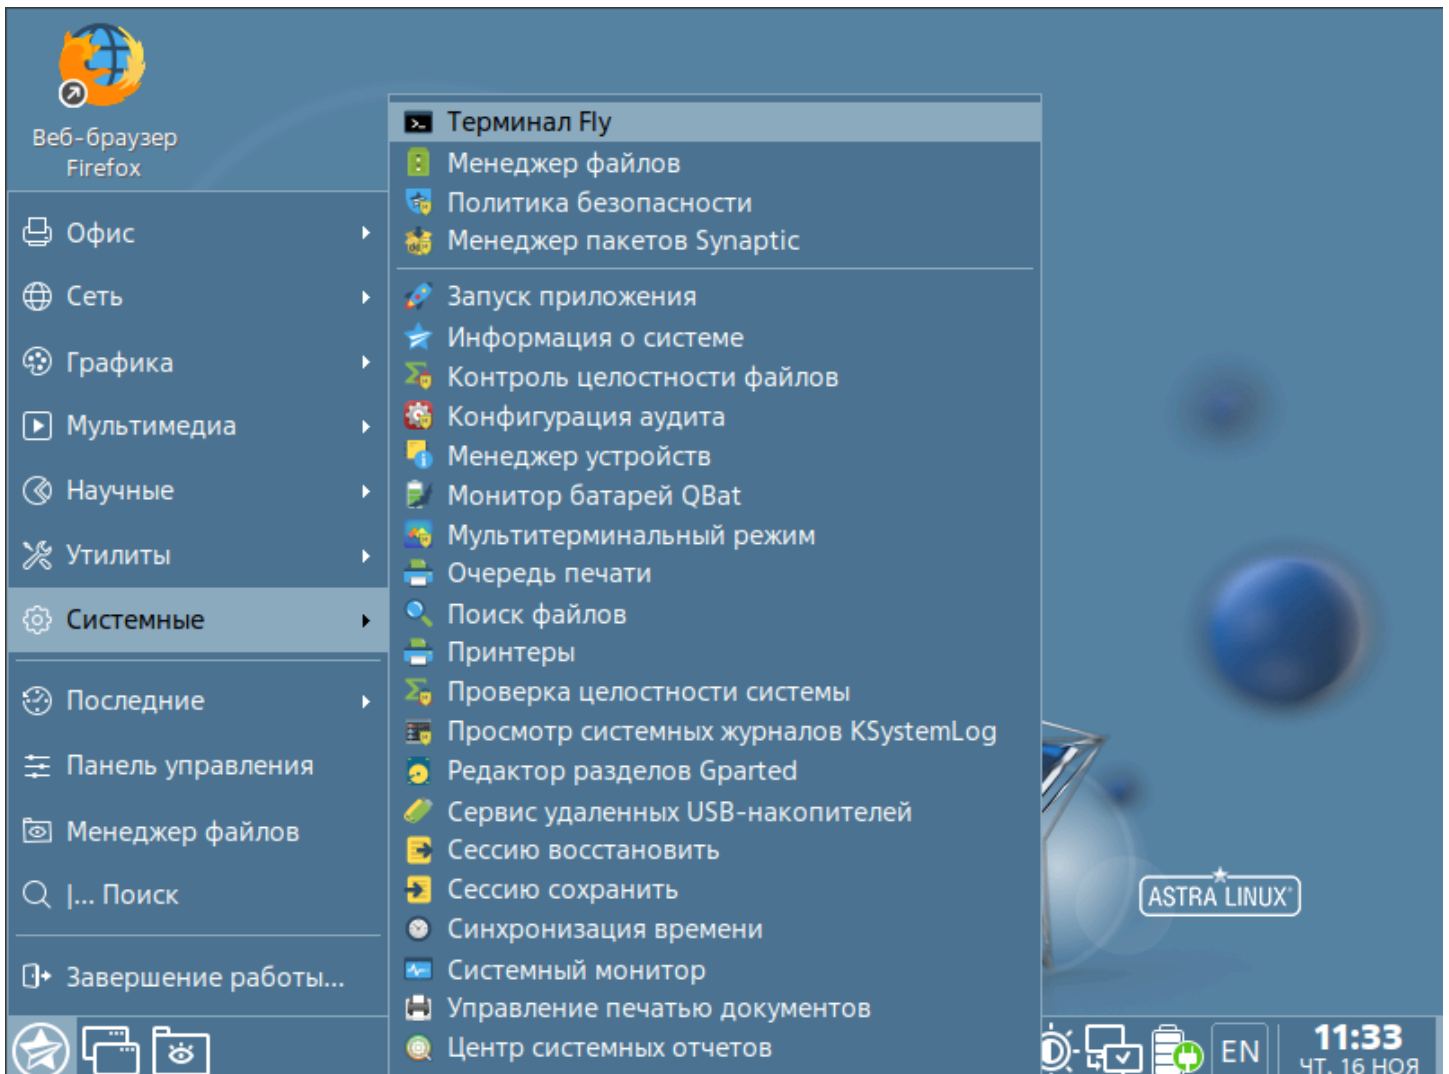 Веб-браузер
Firefox
Офис
Сеть
Графика
Мультимедиа
Научные
Утилиты
Системные
Последние
Панель управления
Менеджер файлов
|... Поиск
Завершение работы...
Терминал Fly
Менеджер файлов
Политика безопасности
Менеджер пакетов Synaptic
Запуск приложения
Информация о системе
Контроль целостности файлов
Конфигурация аудита
Менеджер устройств
Монитор батарей QBat
Мультитерминальный режим
Очередь печати
Поиск файлов
Принтеры
Проверка целостности системы
Просмотр системных журналов KSystemLog
Редактор разделов Gparted
Сервис удаленных USB-накопителей
Сессию восстановить
Сессию сохранить
Синхронизация времени
Системный монитор
Управление печатью документов
Центр системных отчетов
ASTRA LINUX®
EN
11:33
ЧТ, 16 НОЯ